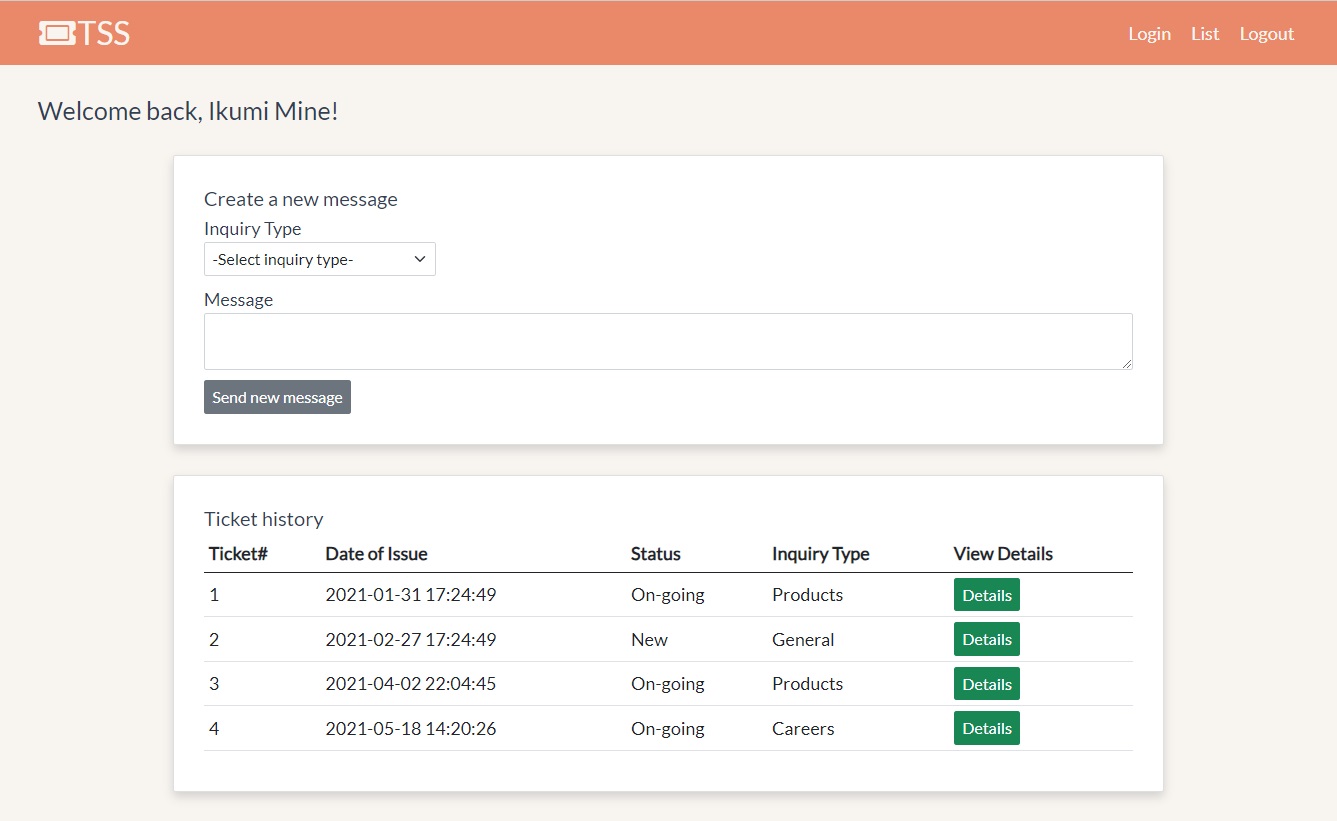 TSS Login List Logout
Welcome back, Ikumi Mine!
Create a new message
Inquiry Type
-Select inquiry type-
Message
Send new message
Ticket history
Ticket# Date of Issue Status Inquiry Type View Details
1 2021-01-31 17:24:49 On-going Products Details
2 2021-02-27 17:24:49 New General Details
3 2021-04-02 22:04:45 On-going Products Details
4 2021-05-18 14:20:26 On-going Careers Details